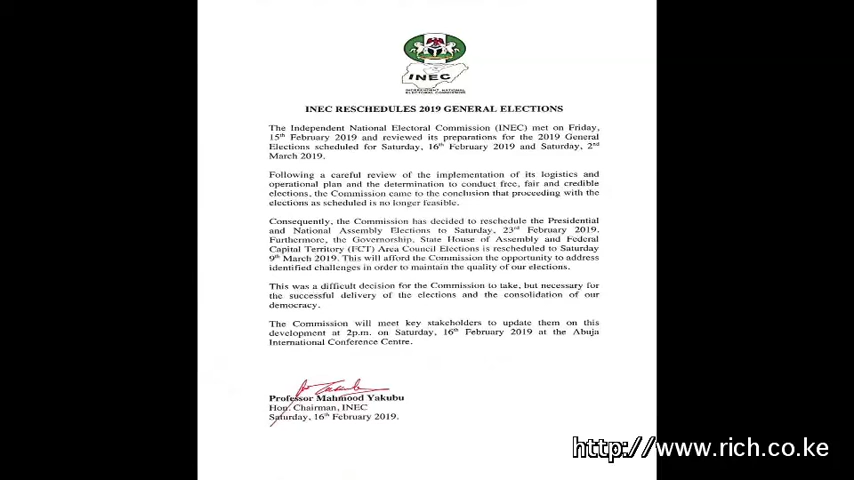 INEC
INDEPENDENT NATIONAL
ELECTORAL COMMISSION
INEC RESCHEDULES 2019 GENERAL ELECTIONS
The Independent National Electoral Commission (INEC) met on Friday,
15th February 2019 and reviewed its preparations for the 2019 General
Elections scheduled for Saturday, 16th February 2019 and Saturday, 2nd
March 2019.
Following a careful review of the implementation of its logistics and
operational plan and the determination to conduct free, fair and credible
elections, the Commission came to the conclusion that proceeding with the
elections as scheduled is no longer feasible.
Consequently, the Commission has decided to reschedule the Presidential
and National Assembly Elections to Saturday, 23rd February 2019.
Furthermore, the Governorship, State House of Assembly and Federal
Capital Territory (FCT) Area Council Elections is rescheduled to Saturday
9th March 2019. This will afford the Commission the opportunity to address
identified challenges in order to maintain the quality of our elections.
This was a difficult decision for the Commission to take, but necessary for
the successful delivery of the elections and the consolidation of our
democracy.
The Commission will meet key stakeholders to update them on this
development at 2p.m. on Saturday, 16th February 2019 at the Abuja
International Conference Centre.
Professor Mahmood Yakubu
Hon. Chairman, INEC
Saturday, 16th February 2019.
http://www.rich.co.ke